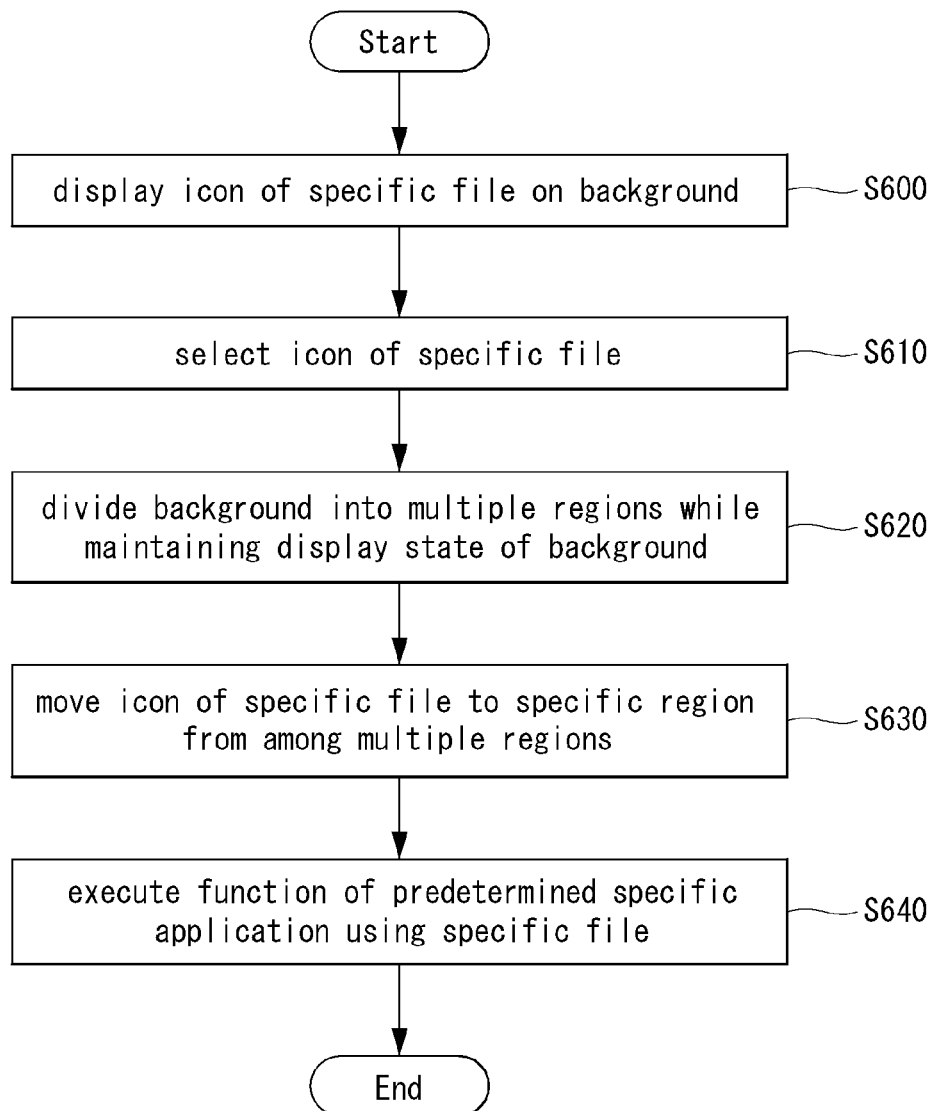 Start
display icon of specific file on background
S600
select icon of specific file
S610
divide background into multiple regions while
maintaining display state of background
S620
move icon of specific file to specific region
from among multiple regions
S630
execute function of predetermined specific
application using specific file
S640
End